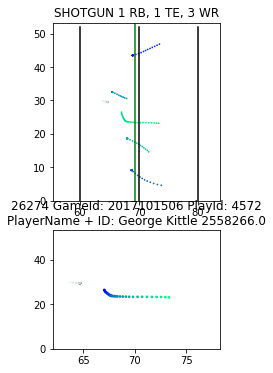 SHOTGUN 1 RB, 1 TE, 3 WR
50
40
30
20
10
0
60 70 80
26274 GameId: 2017101506 PlayId: 4572
PlayerName + ID: George Kittle 2558266.0
40
20
0
65 70 75